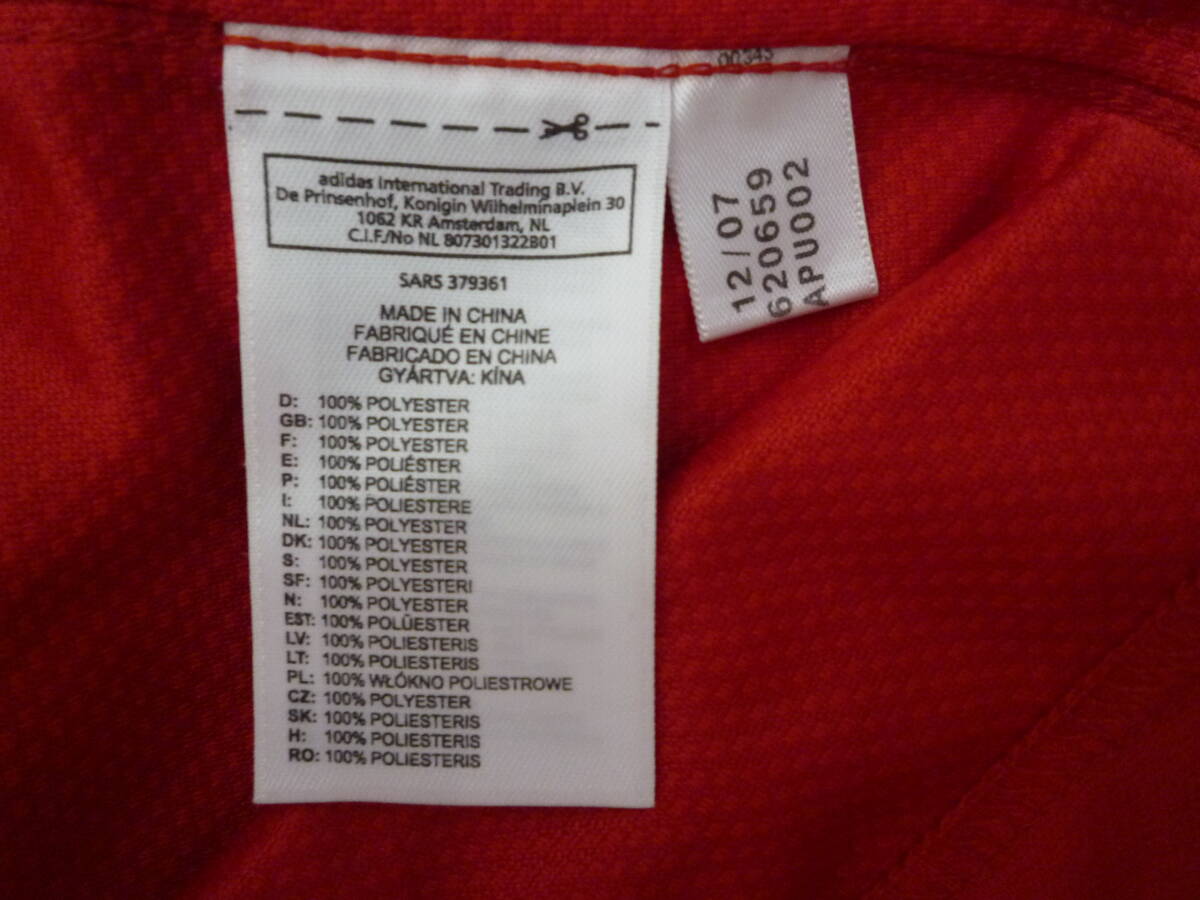 adidas International Trading B.V.
De Prinsenhof, Konigin Wilhelminaplein 30
1062 KR Amsterdam, NL
C.I.F./No NL 807301322B01
SARS 379361
MADE IN CHINA
FABRIQUÉ EN CHINE
FABRICADO EN CHINA
GYÁRTVA: KÍNA
D: 100% POLYESTER
GB: 100% POLYESTER
F: 100% POLYESTER
E: 100% POLIÉSTER
P: 100% POLIÉSTER
I: 100% POLIESTERE
NL: 100% POLYESTER
DK: 100% POLYESTER
S: 100% POLYESTER
SF: 100% POLYESTERI
N: 100% POLYESTER
EST: 100% POLÜESTER
LV: 100% POLIESTERIS
LT: 100% POLIESTERIS
PL: 100% WŁÓKNO POLIESTROWE
CZ: 100% POLYESTER
SK: 100% POLIESTERIS
H: 100% POLIESTERIS
RO: 100% POLIESTERIS
12/07
620659
APU002